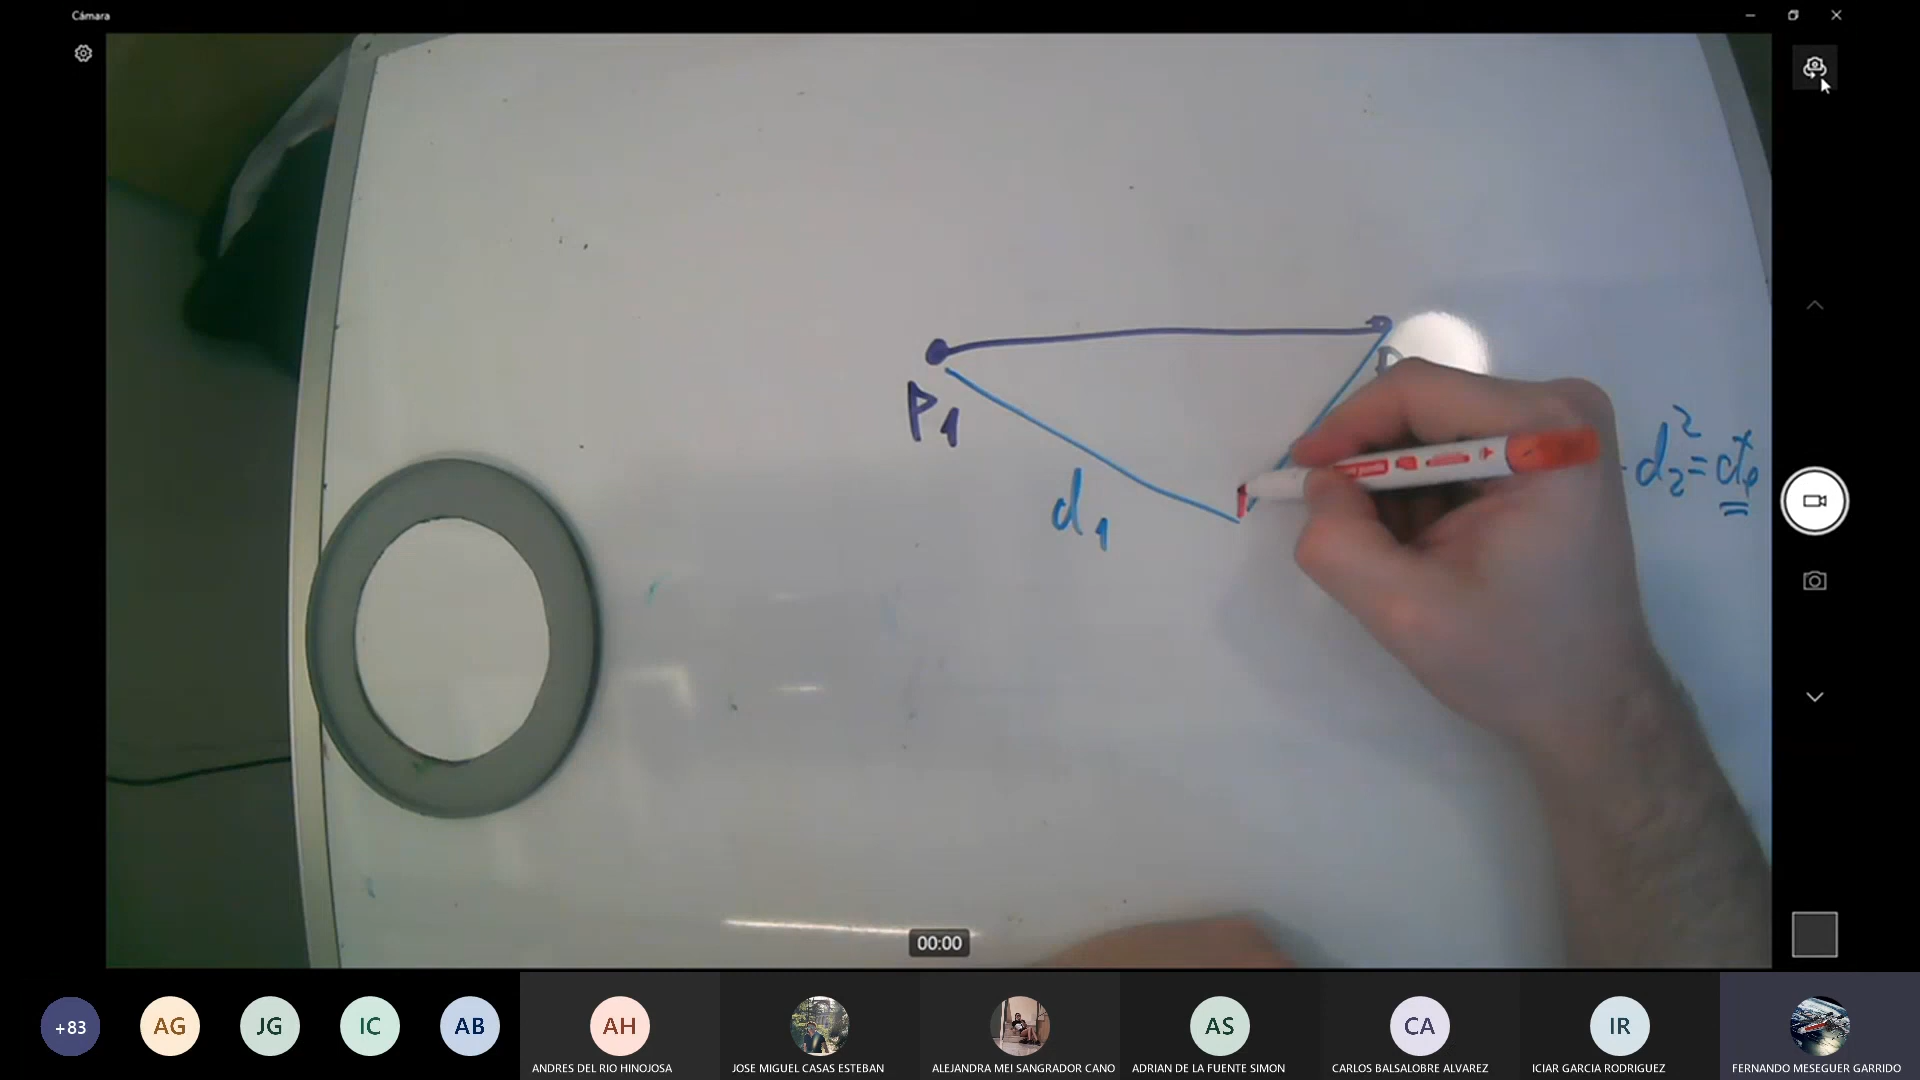 Cámara
P1
d1
d2²=cte
00:00
+83
AG
JG
IC
AB
AH
AS
CA
IR
ANDRES DEL RIO HINOJOSA
JOSE MIGUEL CASAS ESTEBAN
ALEJANDRA MEI SANGRADOR CANO
ADRIAN DE LA FUENTE SIMON
CARLOS BALSALOBRE ALVAREZ
ICIAR GARCIA RODRIGUEZ
FERNANDO MESEGUER GARRIDO